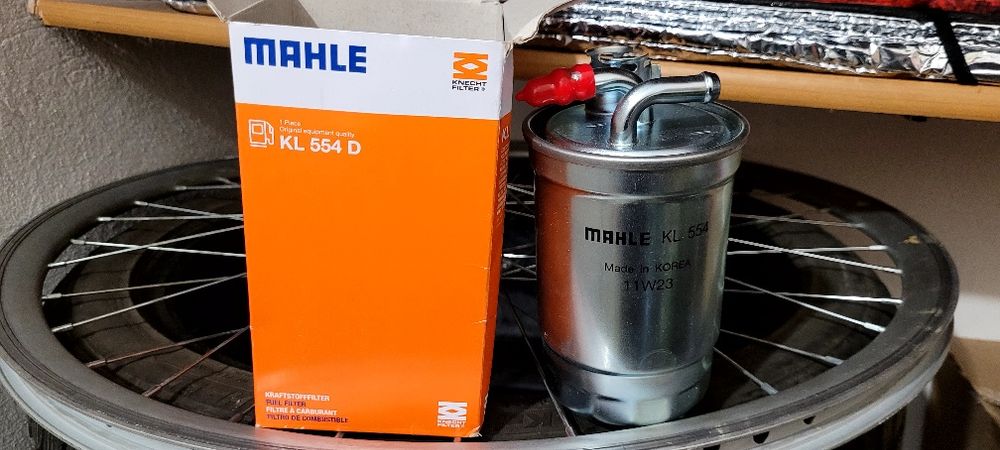 MAHLE
KNECHT
FILTER
1 Piece
Original equipment quality
KL 554 D
KRAFTSTOFFFILTER
FUEL FILTER
FILTRE À CARBURANT
FILTRO DE COMBUSTIBLE
KNECHT
FILTER
KL
MAHLE KL 554
Made in KOREA
11W23